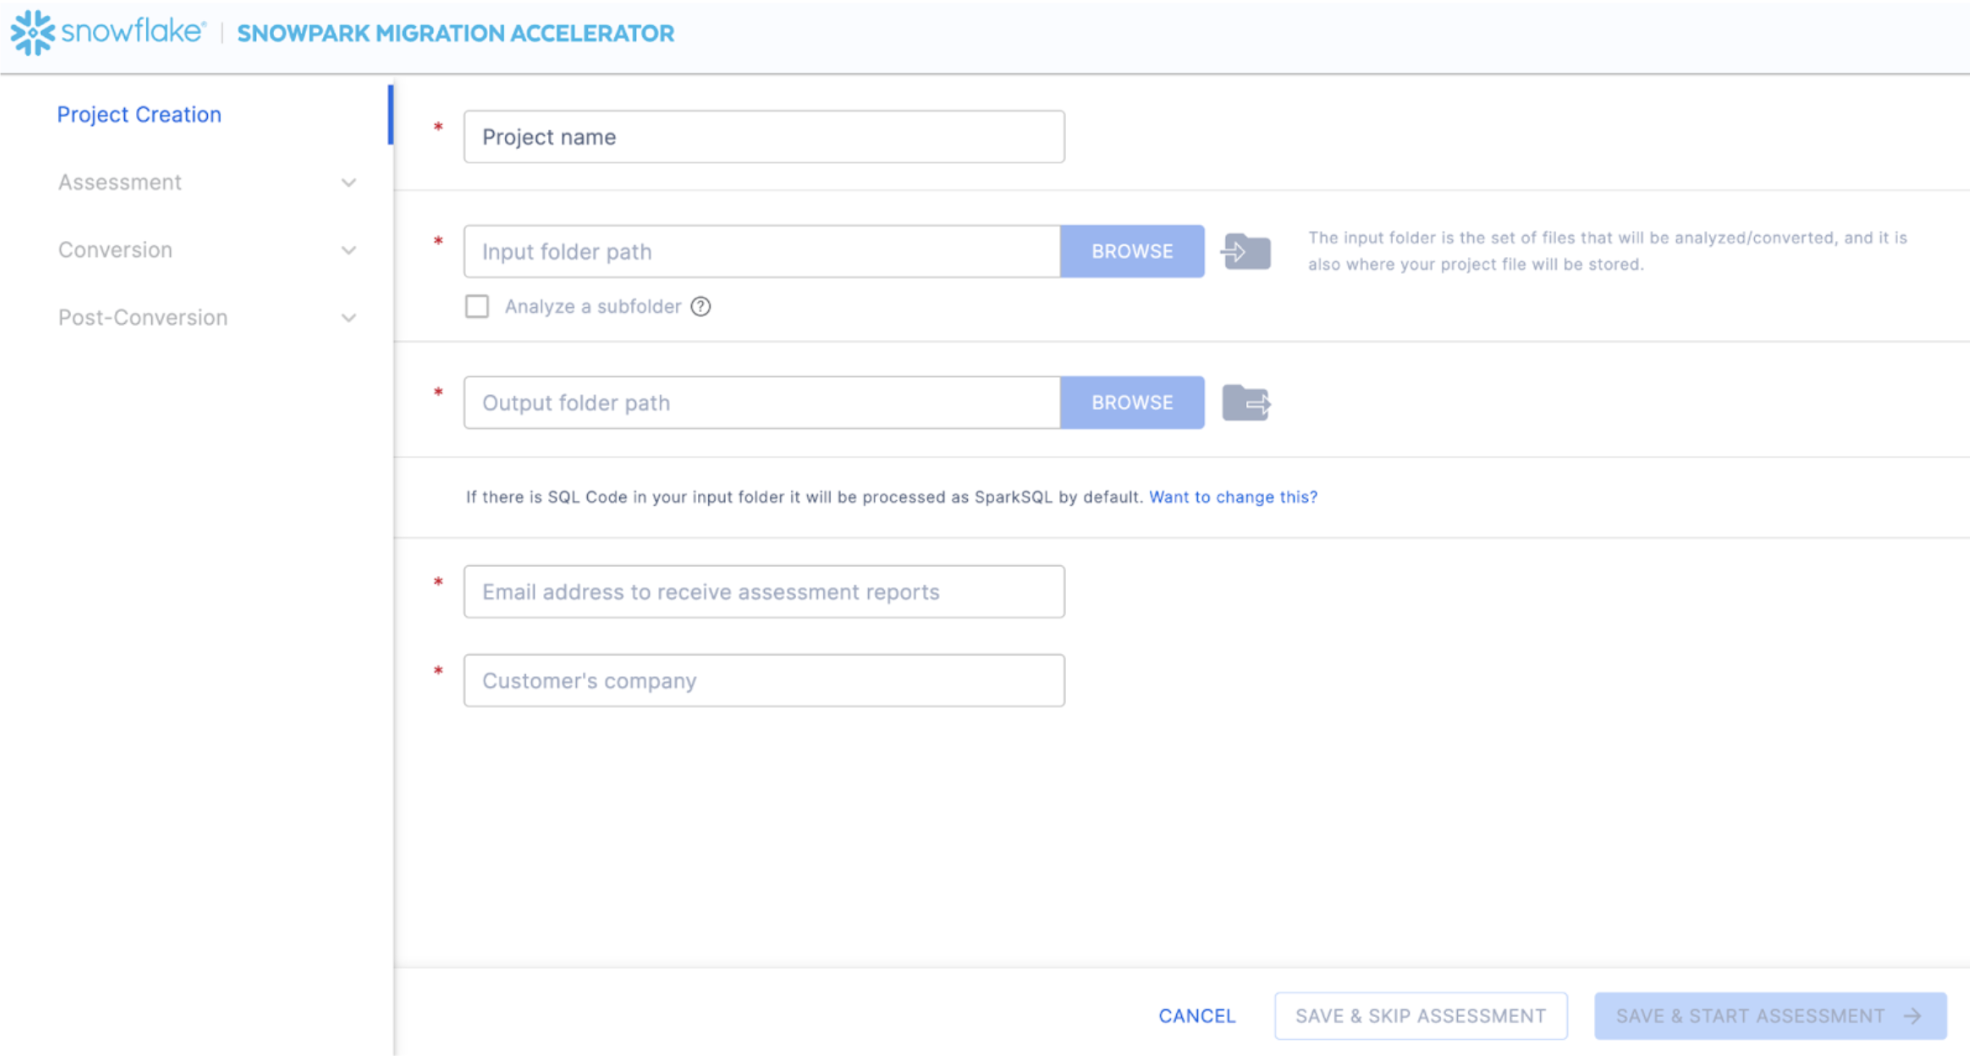 snowflake® | SNOWPARK MIGRATION ACCELERATOR
Project Creation
Assessment
Conversion
Post-Conversion
* Project name
* Input folder path BROWSE
The input folder is the set of files that will be analyzed/converted, and it is
also where your project file will be stored.
Analyze a subfolder ?
* Output folder path BROWSE
If there is SQL Code in your input folder it will be processed as SparkSQL by default. Want to change this?
* Email address to receive assessment reports
* Customer's company
CANCEL SAVE & SKIP ASSESSMENT SAVE & START ASSESSMENT →